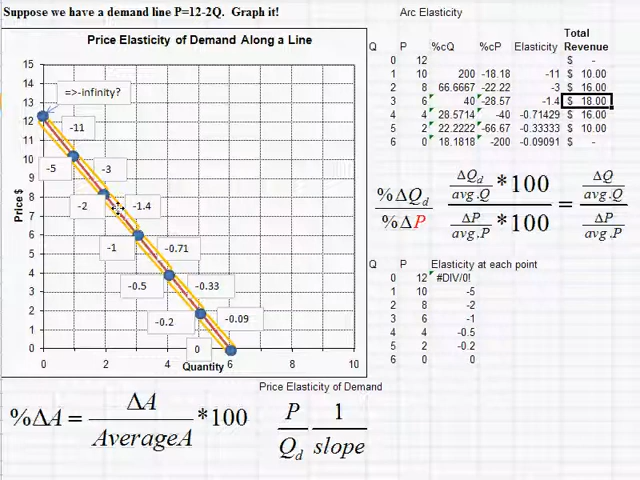 Suppose we have a demand line P=12-2Q. Graph it!
Arc Elasticity
Price Elasticity of Demand Along a Line
Total
Q P %cQ %cP Elasticity Revenue
0 12 $ -
1 10 200 -18.18 -11 $ 10.00
2 8 66.6667 -22.22 -3 $ 16.00
3 6 40 -28.57 -1.4 $ 18.00
4 4 28.5714 -40 -0.71429 $ 16.00
5 2 22.2222 -66.67 -0.33333 $ 10.00
6 0 18.1818 -200 -0.09091 $ -
15
14
13
12
11
10
9
8
7
6
5
4
3
2
1
0
Price $
=>-infinity?
-11
-5
-3
-2
-1.4
-1
-0.71
-0.5
-0.33
-0.2
-0.09
0
0 2 4 6 8 10
Quantity
%ΔQd / %ΔP
ΔQd / avg.Q *100 / ΔP / avg.P *100 = ΔQ / avg.Q / ΔP / avg.P
Q P Elasticity at each point
0 12 #DIV/0!
1 10 -5
2 8 -2
3 6 -1
4 4 -0.5
5 2 -0.2
6 0 0
Price Elasticity of Demand
%ΔA = ΔA / AverageA *100
P / Qd 1 / slope